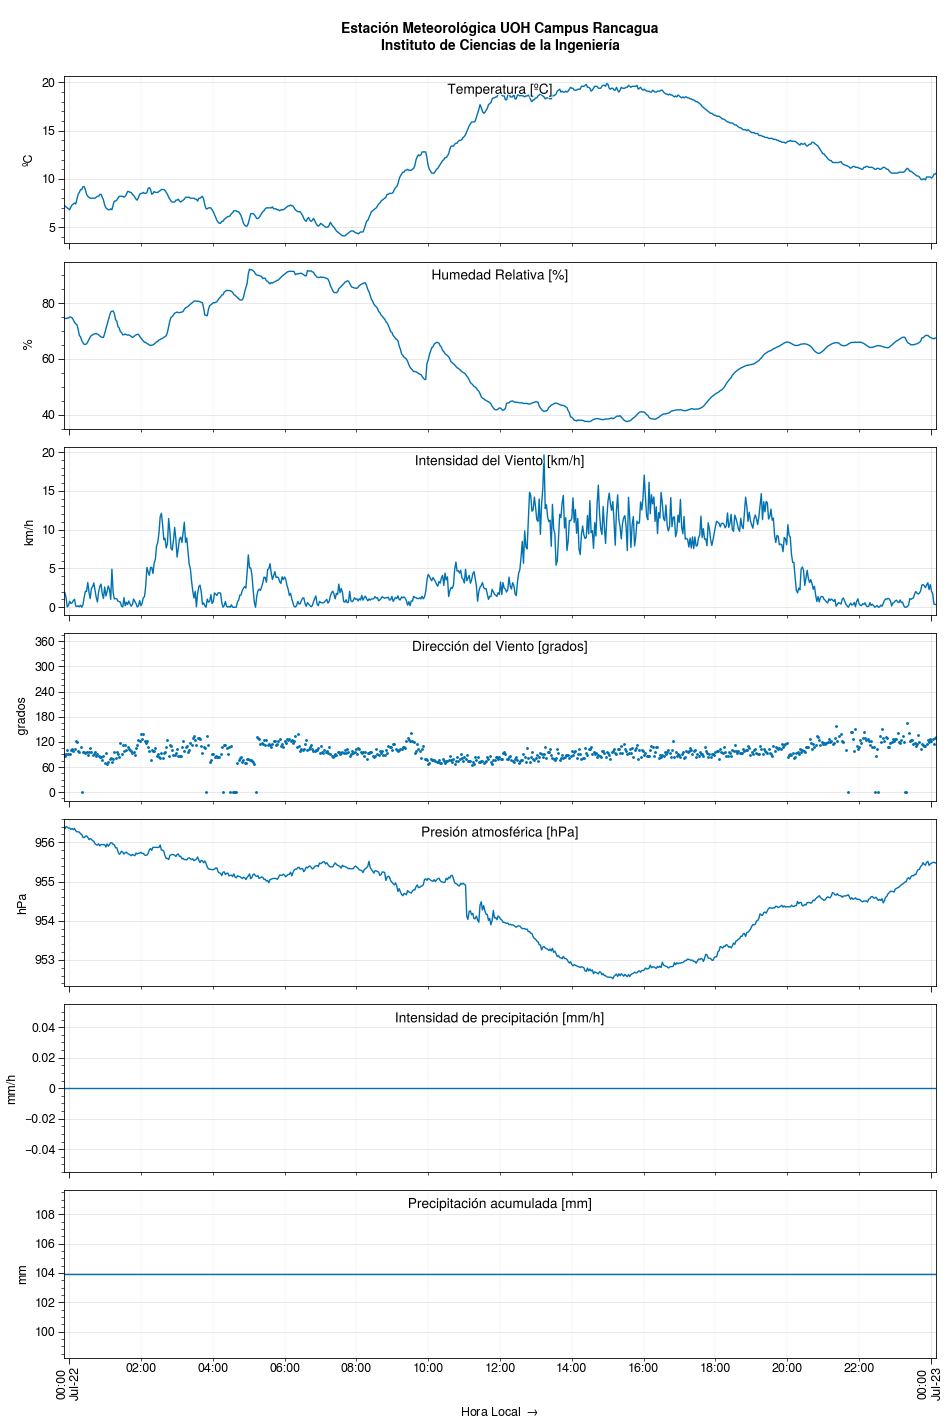 Estación Meteorológica UOH Campus Rancagua
Instituto de Ciencias de la Ingeniería
Temperatura [ºC]
20
15
10
5
ºC
Humedad Relativa [%]
80
60
40
%
Intensidad del Viento [km/h]
20
15
10
5
0
km/h
Dirección del Viento [grados]
360
300
240
180
120
60
0
grados
Presión atmosférica [hPa]
956
955
954
953
hPa
Intensidad de precipitación [mm/h]
0.04
0.02
0
−0.02
−0.04
mm/h
Precipitación acumulada [mm]
108
106
104
102
100
mm
00:00 02:00 04:00 06:00 08:00 10:00 12:00 14:00 16:00 18:00 20:00 22:00 00:00
Jul-22 Jul-23
Hora Local →